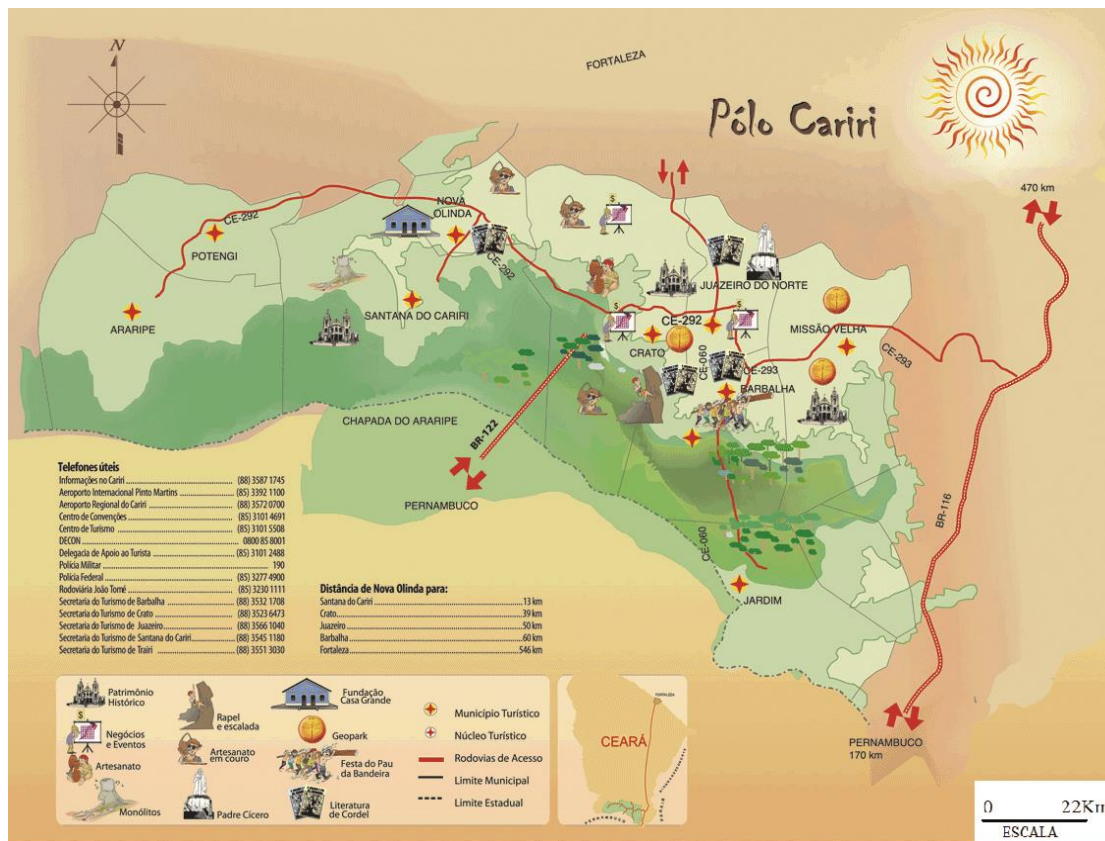 N
FORTALEZA
Pólo Cariri
470 km
NOVA
OLINDA
CE-292
POTENGI
CE-292
ARARIPE
SANTANA DO CARIRI
JUAZEIRO DO NORTE
CE-292
CRATO
CE-060
MISSÃO VELHA
CE-293
CE-293
BARBALHA
CHAPADA DO ARARIPE
BR-122
PERNAMBUCO
BR-116
CE-060
JARDIM
PERNAMBUCO
170 km
Telefones úteis
Informações no Cariri (88) 3587 1745
Aeroporto Internacional Pinto Martins (85) 3392 1100
Aeroporto Regional do Cariri (88) 3572 0700
Centro de Convenções (85) 3101 4691
Centro de Turismo (85) 3101 5508
DECON 0800 85 8001
Delegacia de Apoio ao Turista (85) 3101 2488
Polícia Militar 190
Polícia Federal (85) 3277 4900
Rodoviária João Tomé (85) 3230 1111
Secretaria do Turismo de Barbalha (88) 3532 1708
Secretaria do Turismo de Crato (88) 3523 6473
Secretaria do Turismo de Juazeiro (88) 3566 1040
Secretaria do Turismo de Santana do Cariri (88) 3545 1180
Secretaria do Turismo de Trairi (88) 3551 3030
Distância de Nova Olinda para:
Santana do Cariri 13 km
Crato 39 km
Juazeiro 50 km
Barbalha 60 km
Fortaleza 546 km
Patrimônio
Histórico
Negócios
e Eventos
Artesanato
Monólitos
Rapel
e escalada
Artesanato
em couro
Padre Cícero
Fundação
Casa Grande
Geopark
Festa do Pau
da Bandeira
Literatura
de Cordel
Município Turístico
Núcleo Turístico
Rodovias de Acesso
Limite Municipal
Limite Estadual
FORTALEZA
CEARÁ
0 22Km
ESCALA